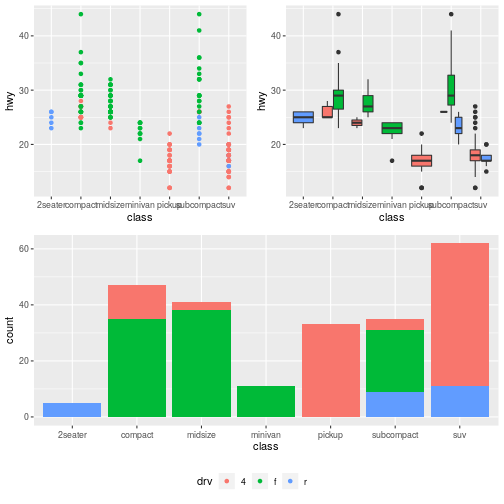 40
30
20
hwy
2seater compact midsize minivan pickup subcompact suv
class
40
30
20
hwy
2seater compact midsize minivan pickup subcompact suv
class
60
40
20
0
count
2seater compact midsize minivan pickup subcompact suv
class
drv 4 f r